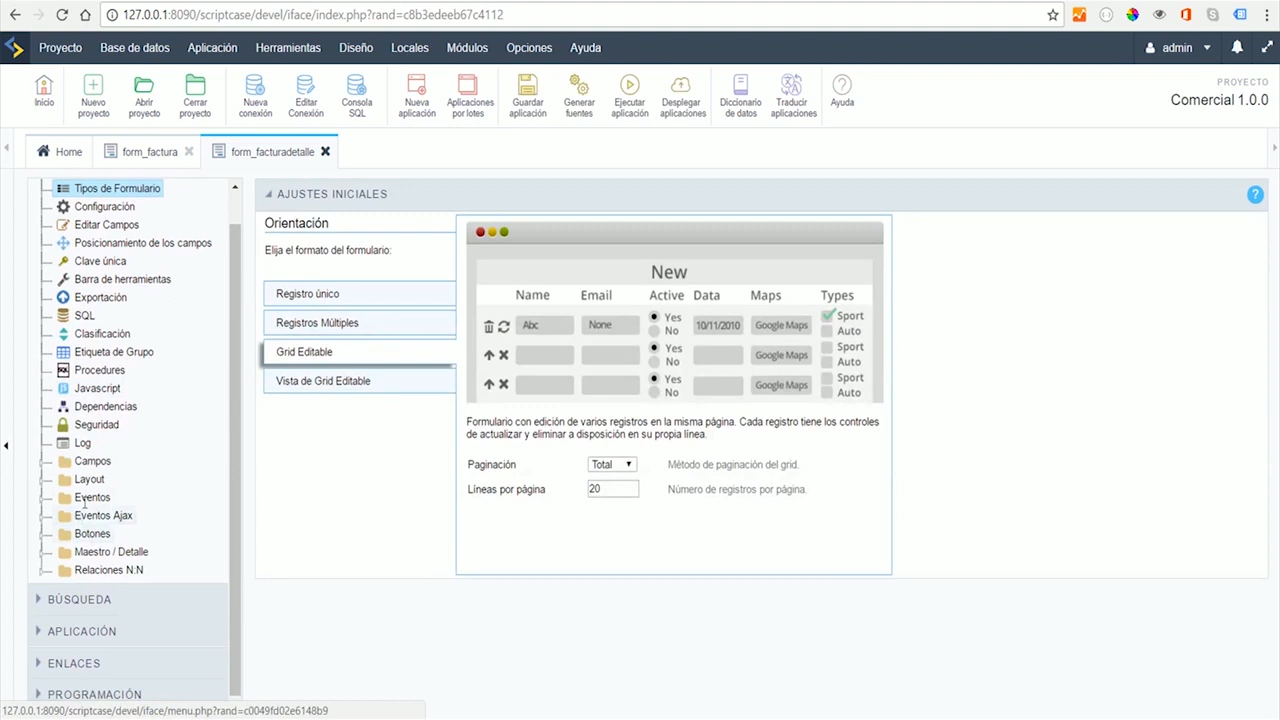 127.0.0.1:8090/scriptcase/devel/iface/index.php?rand=c8b3edeeb67c4112
Proyecto Base de datos Aplicación Herramientas Diseño Locales Módulos Opciones Ayuda admin
Inicio
Nuevo proyecto
Abrir proyecto
Cerrar proyecto
Nueva conexión
Editar Conexión
Consola SQL
Nueva aplicación
Aplicaciones por lotes
Guardar aplicación
Generar fuentes
Ejecutar aplicación
Desplegar aplicaciones
Diccionario de datos
Traducir aplicaciones
Ayuda
PROYECTO
Comercial 1.0.0
Home form_factura form_facturadetalle
Tipos de Formulario
Configuración
Editar Campos
Posicionamiento de los campos
Clave única
Barra de herramientas
Exportación
SQL
Clasificación
Etiqueta de Grupo
Procedures
Javascript
Dependencias
Seguridad
Log
Campos
Layout
Eventos
Eventos Ajax
Botones
Maestro / Detalle
Relaciones N:N
BÚSQUEDA
APLICACIÓN
ENLACES
PROGRAMACIÓN
AJUSTES INICIALES
?
Orientación
Elija el formato del formulario:
Registro único
Registros Múltiples
Grid Editable
Vista de Grid Editable
New
Name Email Active Data Maps Types
Abc None Yes No 10/11/2010 Google Maps Sport Auto
Yes No Google Maps Sport Auto
Yes No Google Maps Sport Auto
Formulario con edición de varios registros en la misma página. Cada registro tiene los controles
de actualizar y eliminar a disposición en su propia línea.
Paginación Total Método de paginación del grid.
Líneas por página 20 Número de registros por página.
127.0.0.1:8090/scriptcase/devel/iface/menu.php?rand=c0049fd02e6148b9